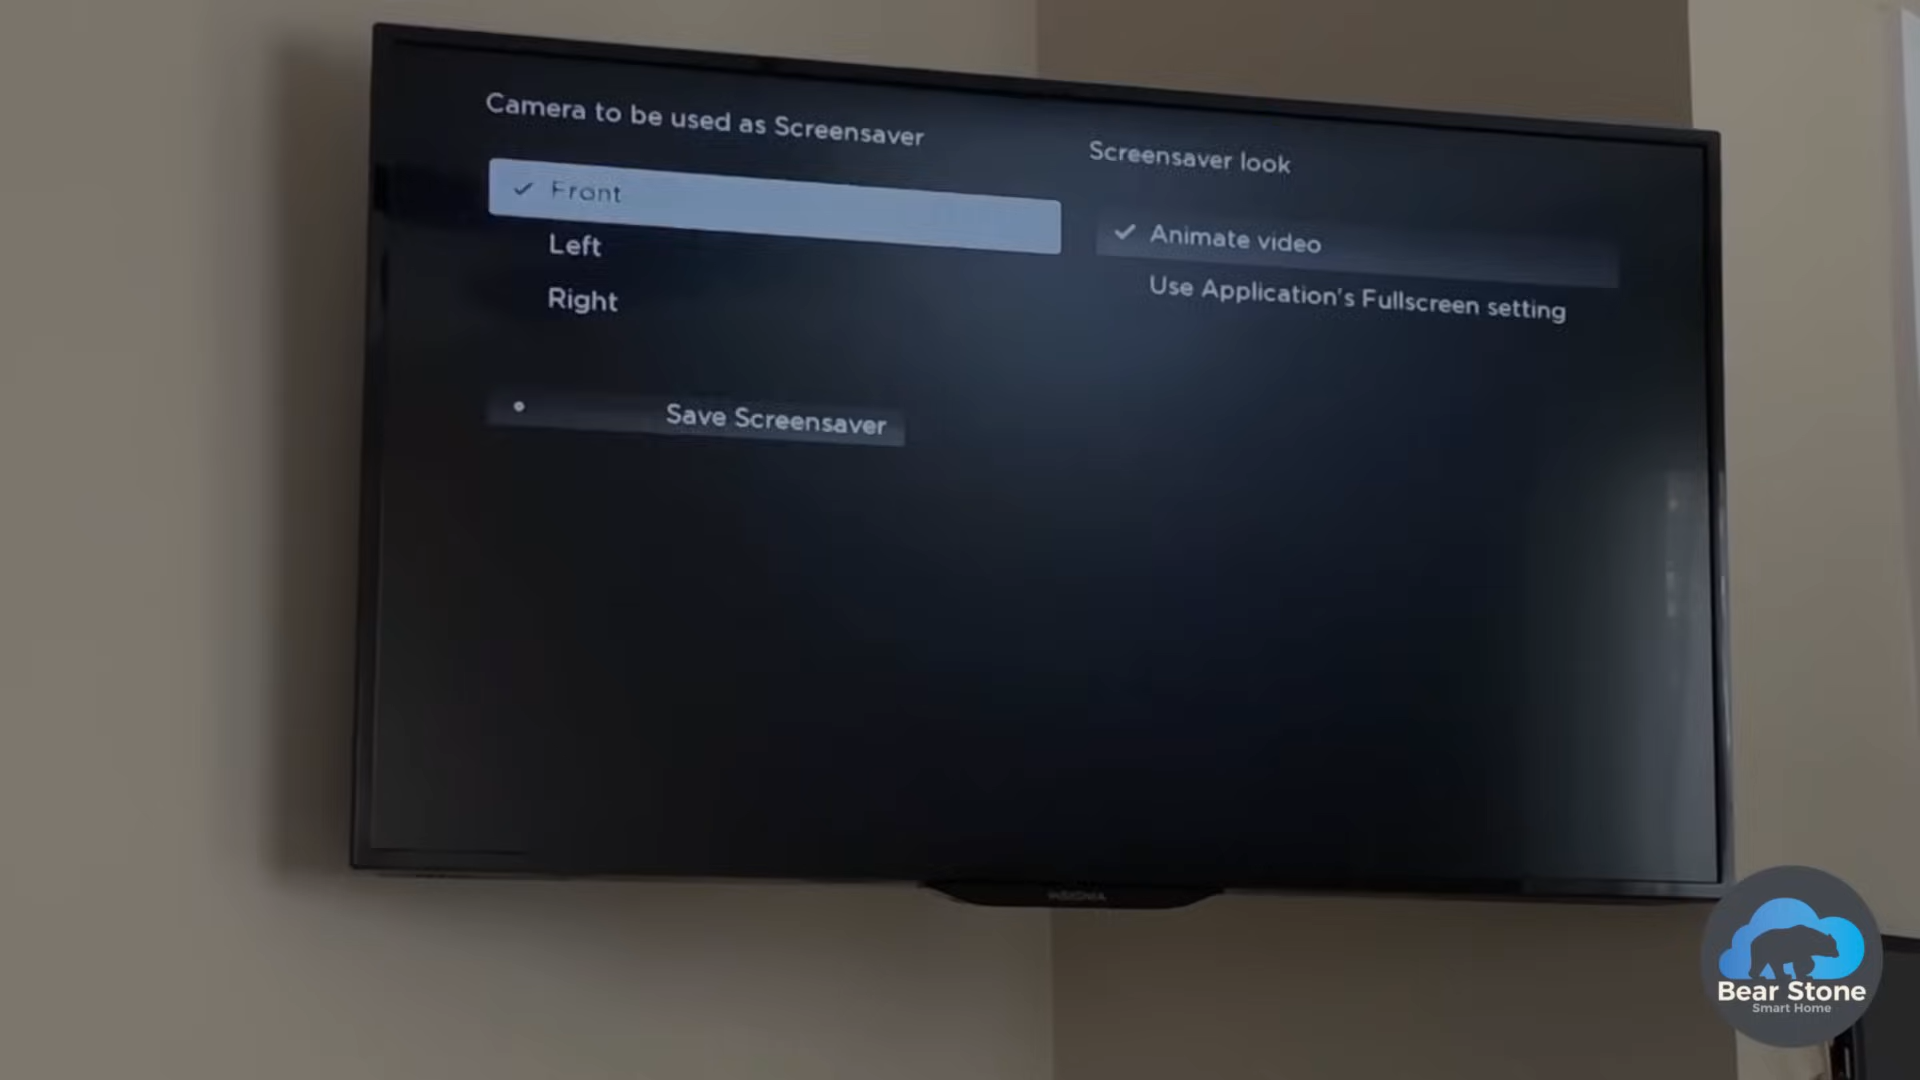 Camera to be used as Screensaver
Front
Left
Right
Save Screensaver
Screensaver look
Animate video
Use Application's Fullscreen setting
INSIGNIA
Bear Stone
Smart Home